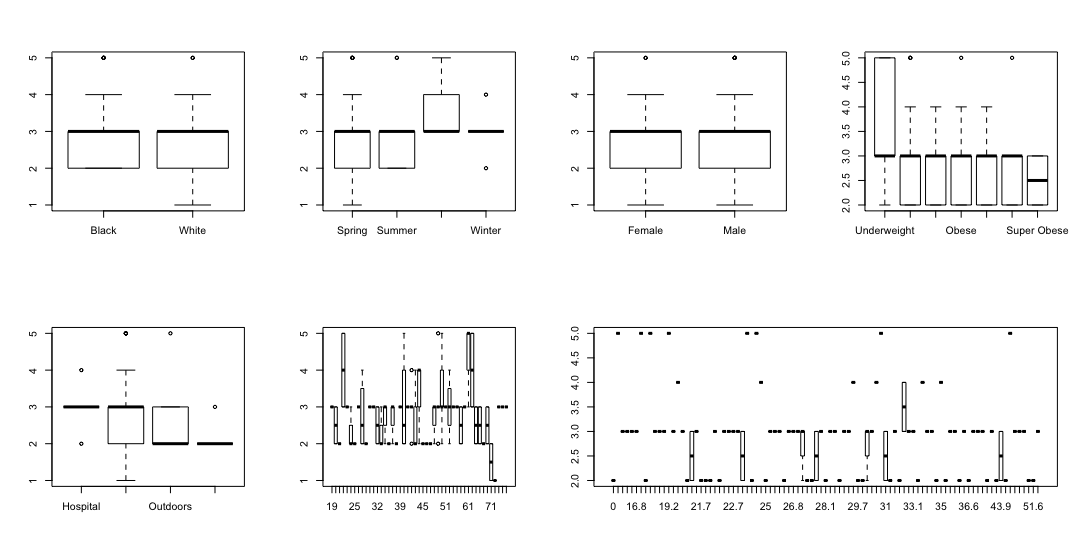 1 2 3 4 5
Black White
1 2 3 4 5
Spring Summer Winter
1 2 3 4 5
Female Male
2.0 2.5 3.0 3.5 4.0 4.5 5.0
Underweight Obese Super Obese
1 2 3 4 5
Hospital Outdoors
1 2 3 4 5
19 25 32 39 45 51 61 71
2.0 2.5 3.0 3.5 4.0 4.5 5.0
0 16.8 19.2 21.7 22.7 25 26.8 28.1 29.7 31 33.1 35 36.6 43.9 51.6